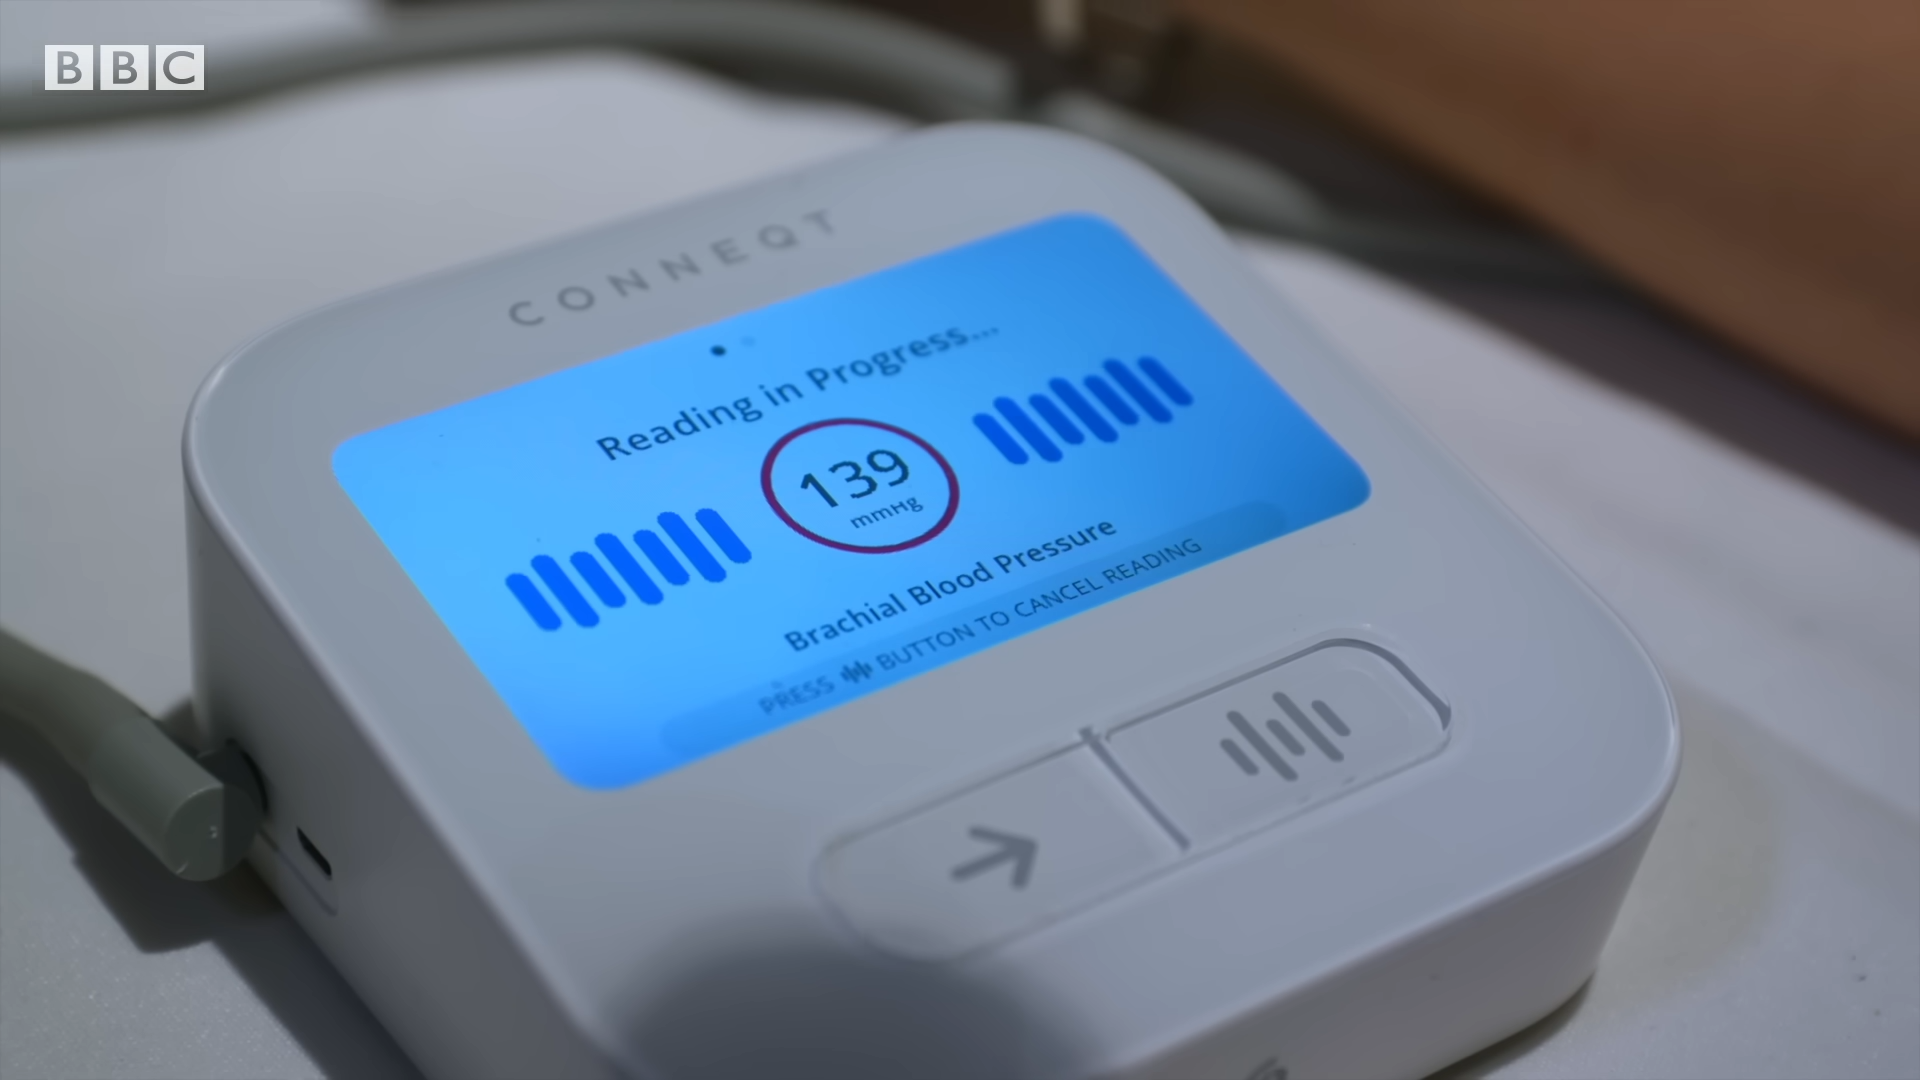 BBC
CONNEQT
Reading in Progress...
139
mmHg
Brachial Blood Pressure
PRESS BUTTON TO CANCEL READING